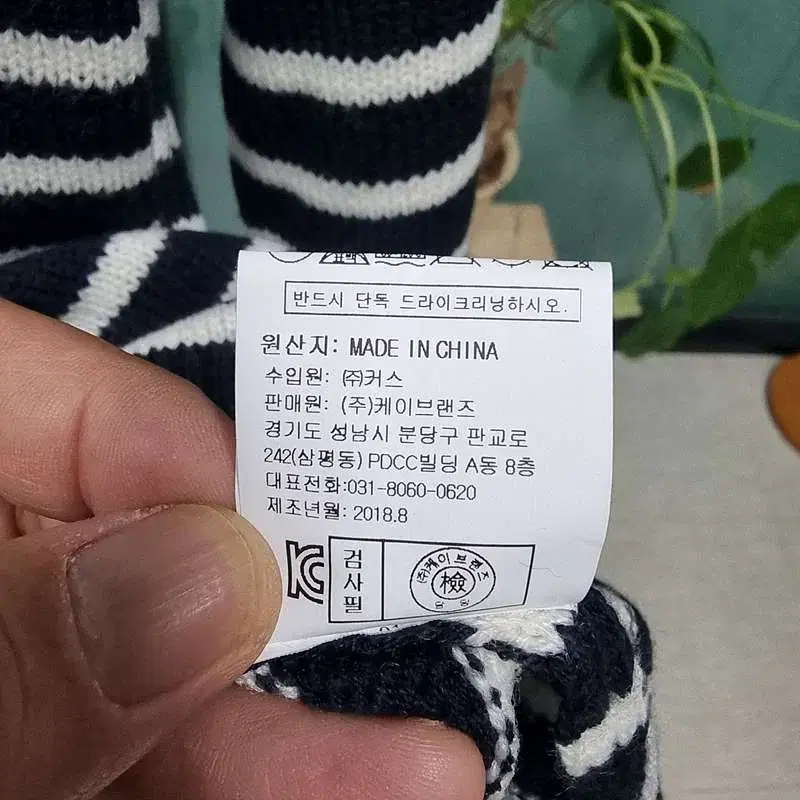 반드시 단독 드라이크리닝하시오.
원산지: MADE IN CHINA
수입원: ㈜커스
판매원: (주)케이브랜즈
경기도 성남시 분당구 판교로
242(삼평동) PDCC빌딩 A동 8층
대표전화:031-8060-0620
제조년월: 2018.8
검사필
(주)케이브랜즈
檢